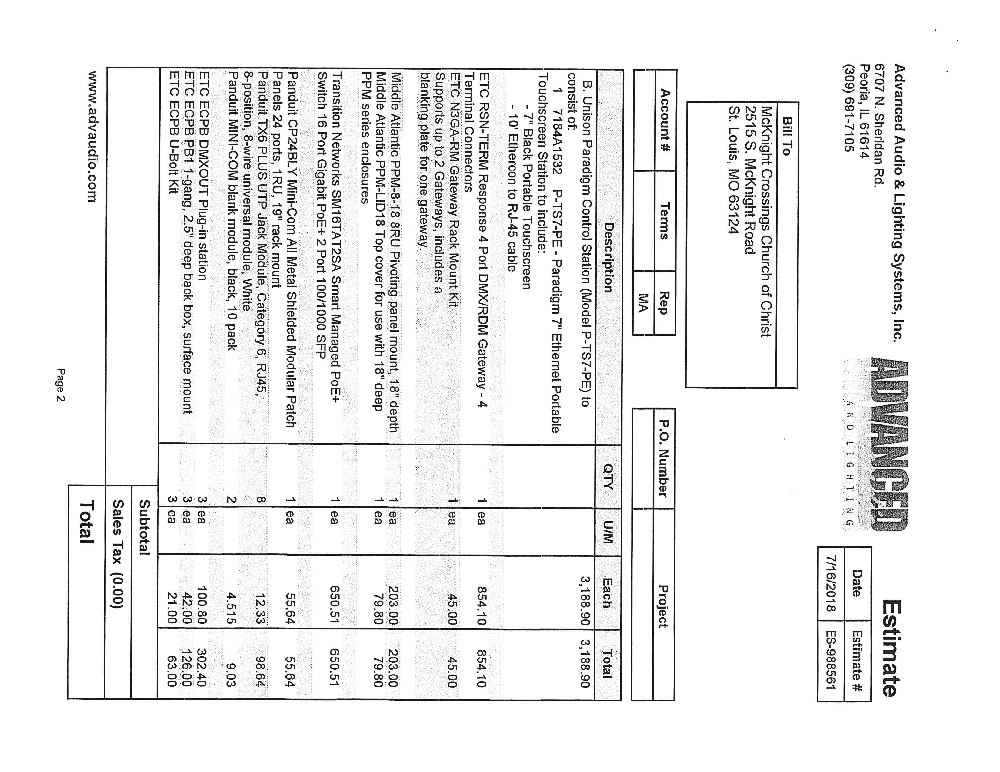 Advanced Audio & Lighting Systems, Inc.
6707 N. Sheridan Rd.
Peoria, IL 61614
(309) 691-7105
ADVANCED
AND LIGHTING
Estimate
Date Estimate #
7/16/2018 ES-988561
Bill To
McKnight Crossings Church of Christ
2515 S. McKnight Road
St. Louis, MO 63124
Account # Terms Rep P.O. Number Project
MA
Description QTY U/M Each Total
B. Unison Paradigm Control Station (Model P-TS7-PE) to 3,188.90 3,188.90
consist of:
1 7184A1532 P-TS7-PE - Paradigm 7" Ethernet Portable
Touchscreen Station to include:
- 7" Black Portable Touchscreen
- 10' Ethercon to RJ-45 cable
ETC RSN-TERM Response 4 Port DMX/RDM Gateway - 4 1 ea 854.10 854.10
Terminal Connectors
ETC N3GA-RM Gateway Rack Mount Kit 1 ea 45.00 45.00
Supports up to 2 Gateways, includes a
blanking plate for one gateway.
Middle Atlantic PPM-8-18 8RU Pivoting panel mount, 18" depth 1 ea 203.00 203.00
Middle Atlantic PPM-LID18 Top cover for use with 18" deep 1 ea 79.80 79.80
PPM series enclosures
Transition Networks SM16TAT2SA Smart Managed PoE+ 1 ea 650.51 650.51
Switch 16 Port Gigabit PoE+ 2 Port 100/1000 SFP
Panduit CP24BLY Mini-Com All Metal Shielded Modular Patch 1 ea 55.64 55.64
Panels 24 ports, 1RU, 19" rack mount
Panduit TX6 PLUS UTP Jack Module, Category 6, RJ45, 8 12.33 98.64
8-position, 8-wire universal module, White
Panduit MINI-COM blank module, black, 10 pack 2 4.515 9.03
ETC ECPB DMXOUT Plug-in station 3 ea 100.80 302.40
ETC ECPB PB1 1-gang, 2.5" deep back box, surface mount 3 ea 42.00 126.00
ETC ECPB U-Bolt Kit 3 ea 21.00 63.00
Subtotal
Sales Tax (0.00)
Total
www.advaudio.com
Page 2